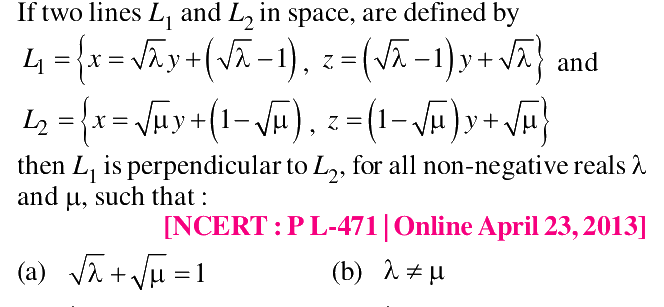 If two lines L₁ and L₂ in space, are defined by
L₁ = {x = √λ y + (√λ − 1), z = (√λ − 1) y + √λ} and
L₂ = {x = √μ y + (1 − √μ), z = (1 − √μ) y + √μ}
then L₁ is perpendicular to L₂, for all non-negative reals λ
and μ, such that :
[NCERT : P L-471 | Online April 23, 2013]
(a) √λ + √μ = 1 (b) λ ≠ μ